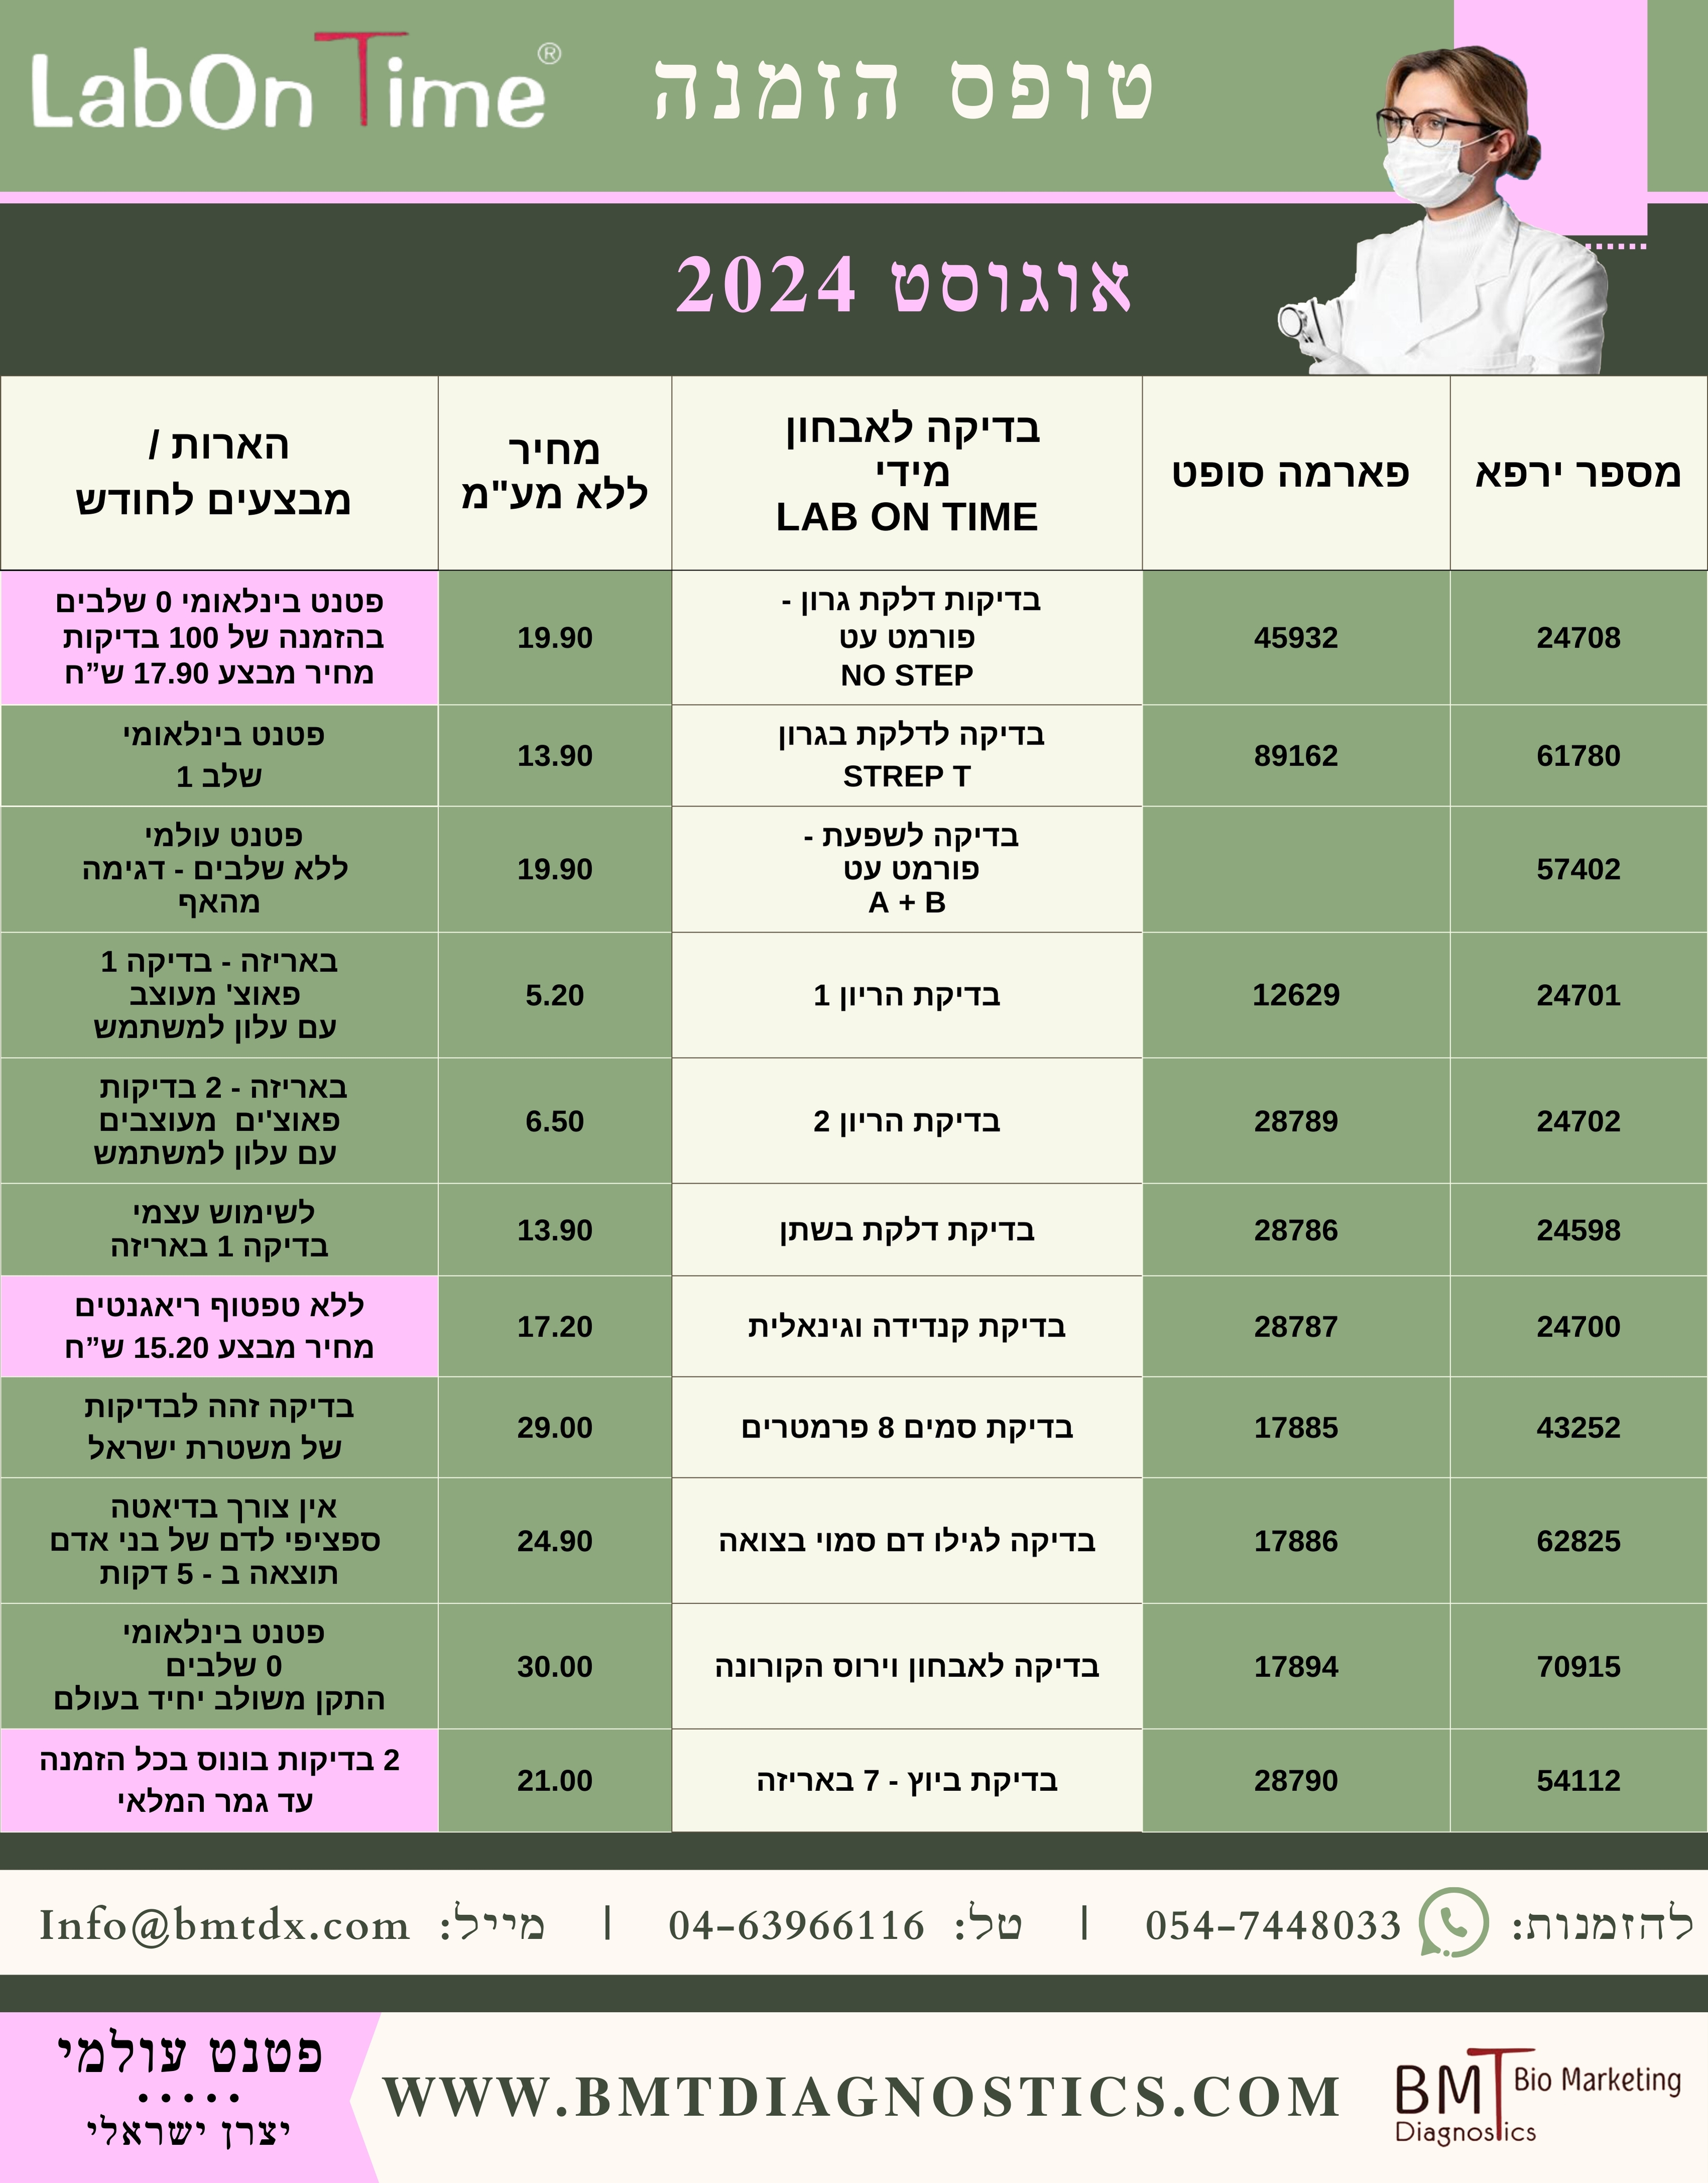 LabOn Time®
טופס הזמנה
אוגוסט 2024
מספר ירפא
פארמה סופט
בדיקה לאבחון
מידי
LAB ON TIME
מחיר
ללא מע"מ
הארות /
מבצעים לחודש
24708
45932
בדיקות דלקת גרון -
פורמט עט
NO STEP
19.90
פטנט בינלאומי 0 שלבים
בהזמנה של 100 בדיקות
מחיר מבצע 17.90 ש”ח
61780
89162
בדיקה לדלקת בגרון
STREP T
13.90
פטנט בינלאומי
שלב 1
57402
בדיקה לשפעת -
פורמט עט
A + B
19.90
פטנט עולמי
ללא שלבים - דגימה
מהאף
24701
12629
בדיקת הריון 1
5.20
באריזה - בדיקה 1
פאוצ' מעוצב
עם עלון למשתמש
24702
28789
בדיקת הריון 2
6.50
באריזה - 2 בדיקות
פאוצ'ים מעוצבים
עם עלון למשתמש
24598
28786
בדיקת דלקת בשתן
13.90
לשימוש עצמי
בדיקה 1 באריזה
24700
28787
בדיקת קנדידה וגינאלית
17.20
ללא טפטוף ריאגנטים
מחיר מבצע 15.20 ש”ח
43252
17885
בדיקת סמים 8 פרמטרים
29.00
בדיקה זהה לבדיקות
של משטרת ישראל
62825
17886
בדיקה לגילו דם סמוי בצואה
24.90
אין צורך בדיאטה
ספציפי לדם של בני אדם
תוצאה ב - 5 דקות
70915
17894
בדיקה לאבחון וירוס הקורונה
30.00
פטנט בינלאומי
0 שלבים
התקן משולב יחיד בעולם
54112
28790
בדיקת ביוץ - 7 באריזה
21.00
2 בדיקות בונוס בכל הזמנה
עד גמר המלאי
להזמנות: 054-7448033 | טל: 04-63966116 | מייל: Info@bmtdx.com
BMT Bio Marketing
Diagnostics
WWW.BMTDIAGNOSTICS.COM
פטנט עולמי
יצרן ישראלי